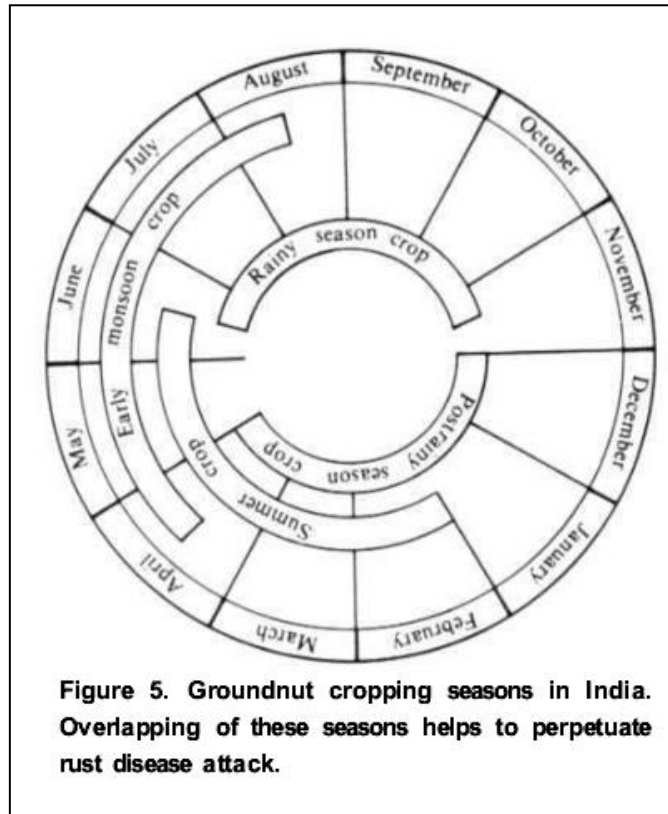 August
September
October
November
December
January
February
March
April
May
June
July
Early monsoon crop
Rainy season crop
Summer crop
Postrainy season crop
Figure 5. Groundnut cropping seasons in India.
Overlapping of these seasons helps to perpetuate
rust disease attack.